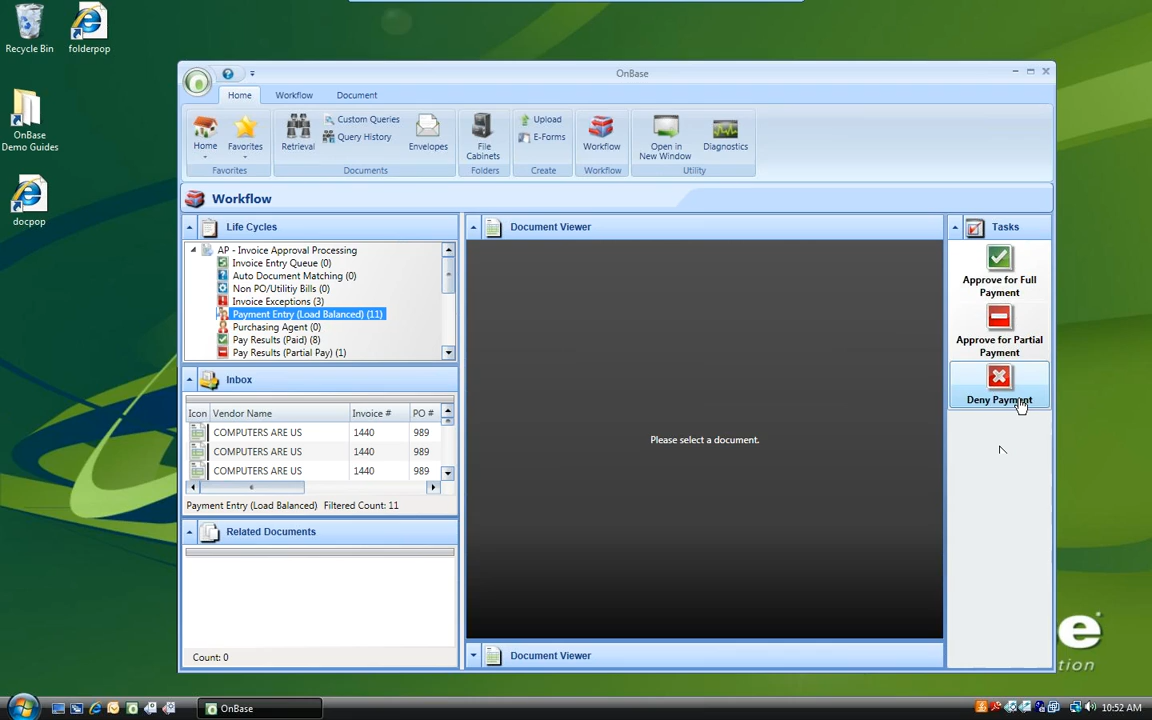 Recycle Bin
folderpop
OnBase
Demo Guides
docpop
OnBase
Home Workflow Document
Home
Favorites
Favorites
Retrieval
Custom Queries
Query History
Envelopes
Documents
File
Cabinets
Folders
Upload
E-Forms
Create
Workflow
Workflow
Open in
New Window
Diagnostics
Utility
Workflow
Life Cycles
AP - Invoice Approval Processing
Invoice Entry Queue (0)
Auto Document Matching (0)
Non PO/Utilitiy Bills (0)
Invoice Exceptions (3)
Payment Entry (Load Balanced) (11)
Purchasing Agent (0)
Pay Results (Paid) (8)
Pay Results (Partial Pay) (1)
Inbox
Icon Vendor Name Invoice # PO #
COMPUTERS ARE US 1440 989
COMPUTERS ARE US 1440 989
COMPUTERS ARE US 1440 989
Payment Entry (Load Balanced) Filtered Count: 11
Related Documents
Count: 0
Document Viewer
Please select a document.
Document Viewer
Tasks
Approve for Full
Payment
Approve for Partial
Payment
Deny Payment
e
tion
OnBase
10:52 AM